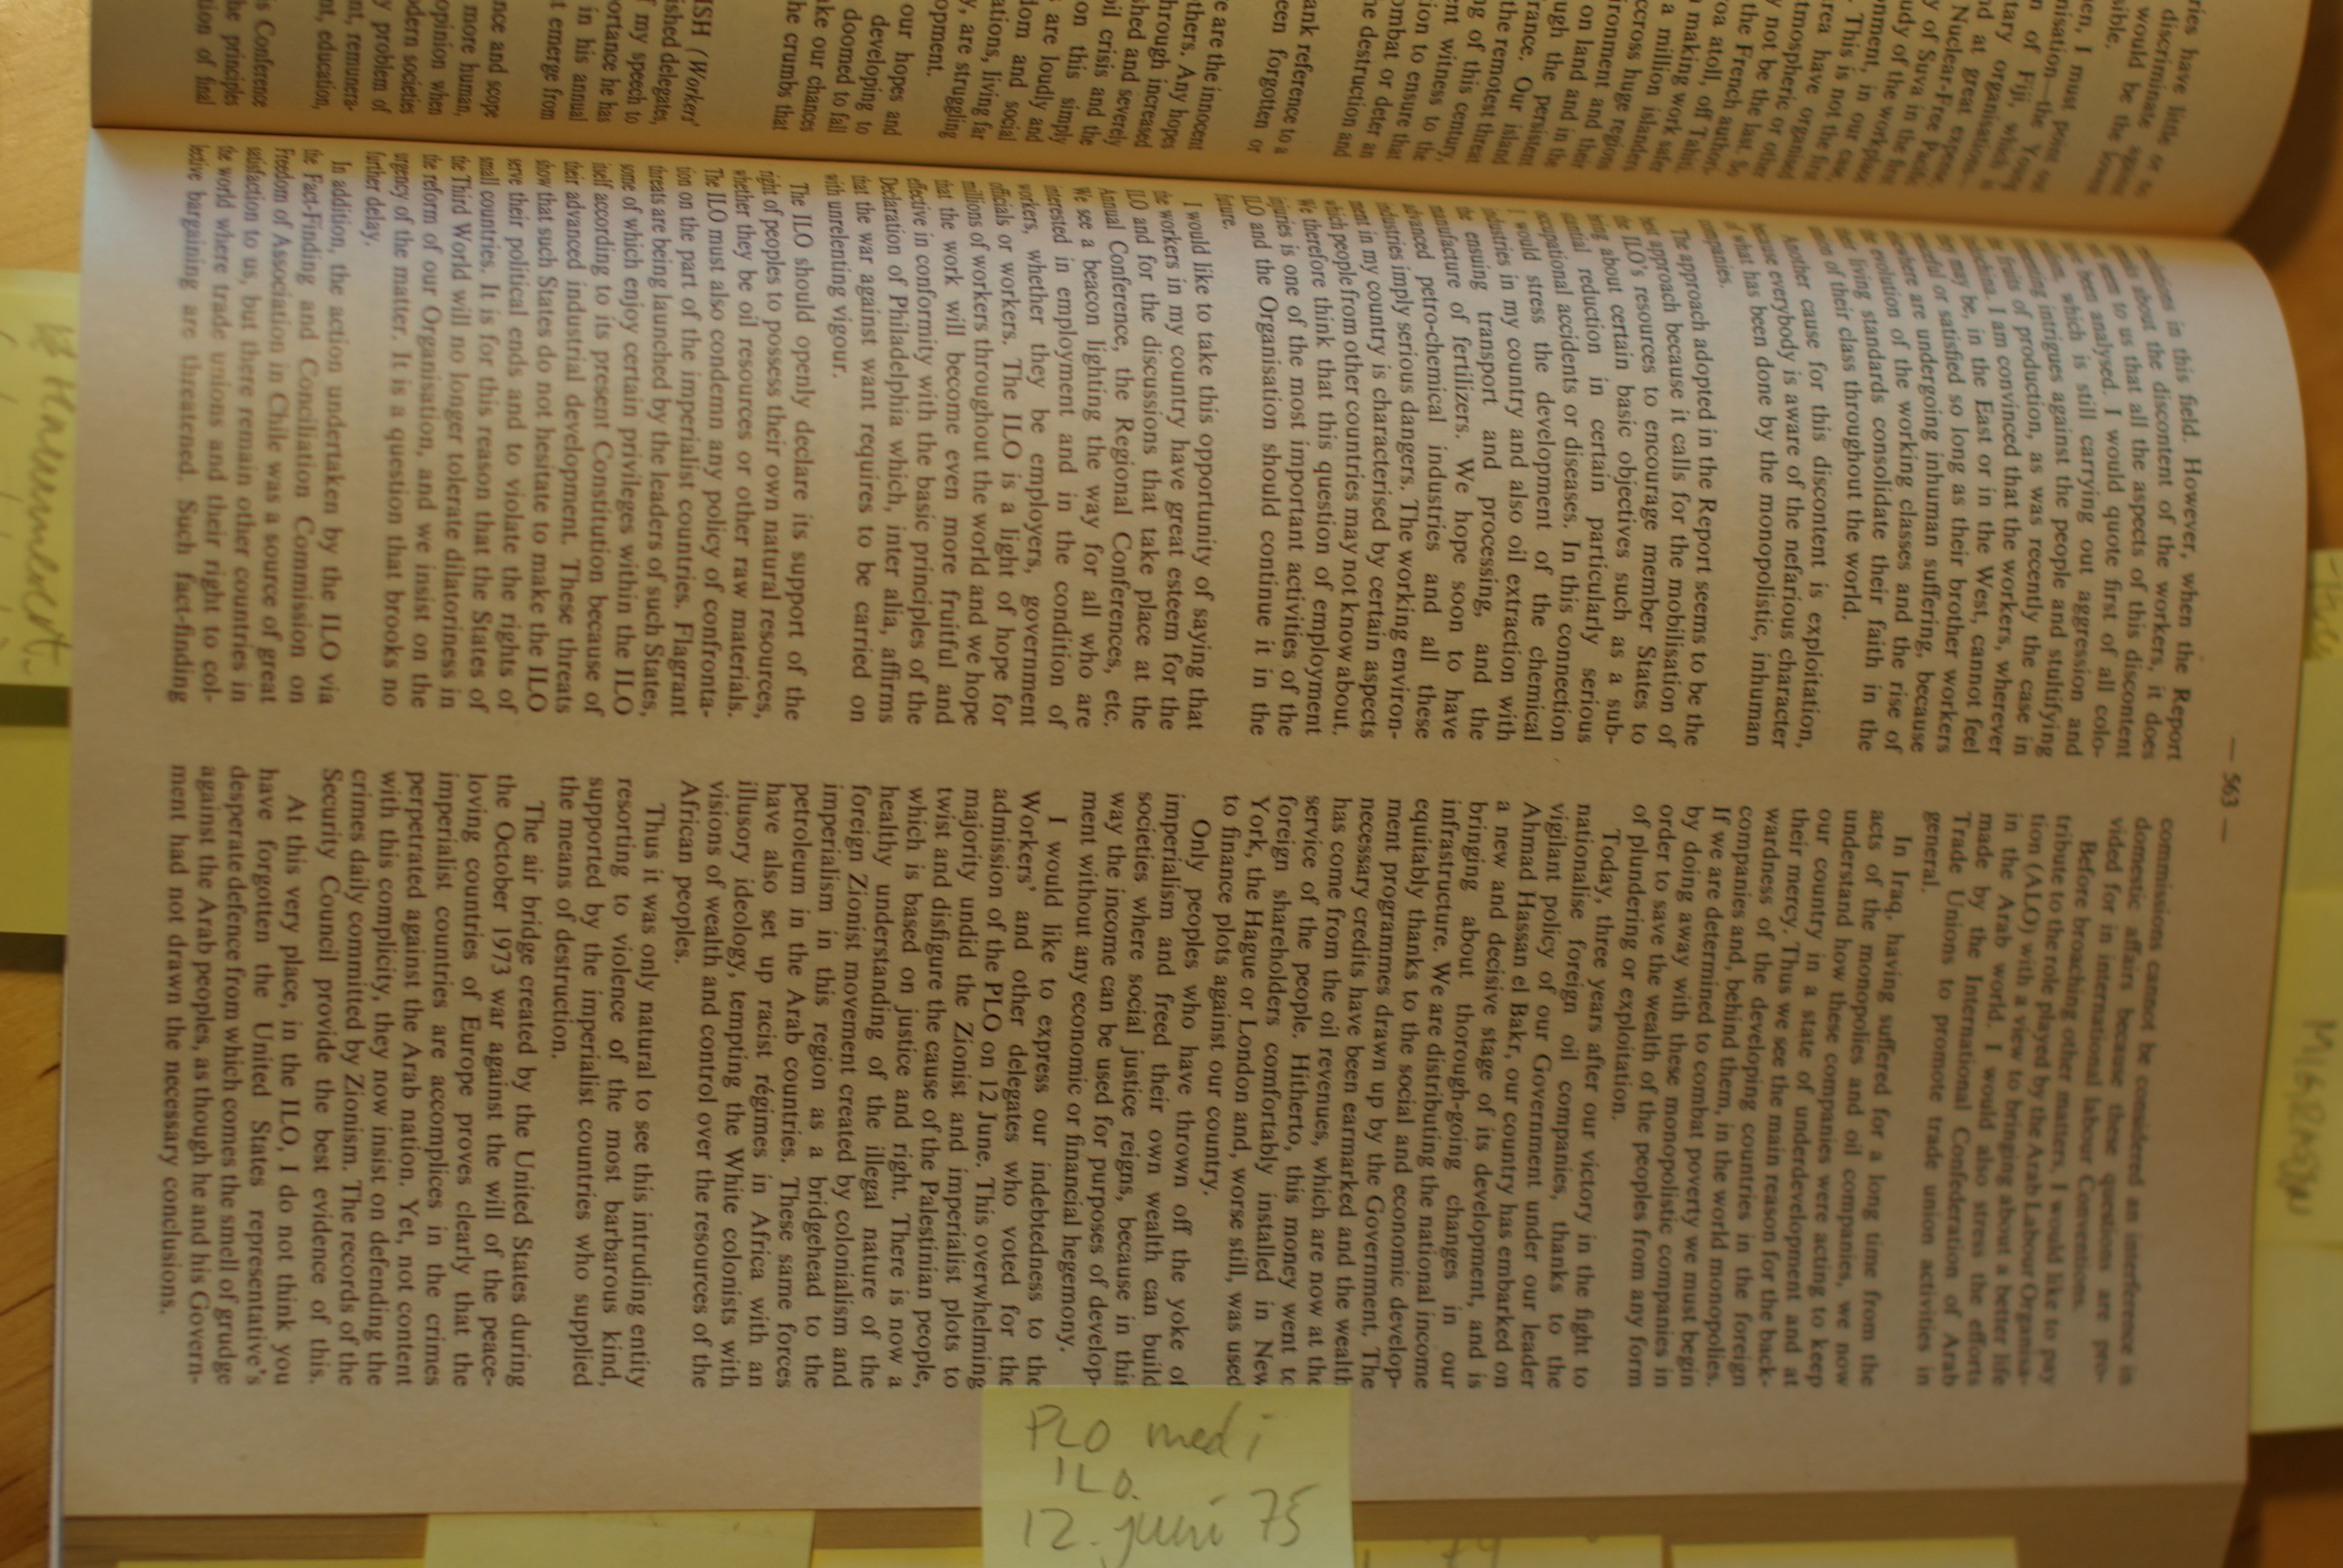 MIGRASJON
— 563 —
ries have little or no
discriminate against
would be the lowest
sible.
en, I must point out
nisation—the Young
n of Fiji, which is
tary organisations—
nd at great expense,
Nuclear-Free Pacific
y of Suva in the first
udy of the workplace
onment, in our case,
. This is not the first
rea have organised
tmospheric or other
y not be the last. So
the French authori-
oa atoll, off Tahiti.
making work safer
a million islanders
ccross huge regions
ironment and their
on land and in the
ugh the persistent
rance. Our island
the remotest threat
ng of this century,
ent witness to the
tion to ensure that
ombat or deter an
he destruction and
ank reference to a
een forgotten or
e are the innocent
thers. Any hopes
hrough increased
shed and severely
oil crisis and the
on this simply
are loudly and
dom and social
ations, living far
y, are struggling
opment.
our hopes and
developing to
doomed to fall
ake our chances
he crumbs that
ISH (Workers'
ished delegates,
f my speech to
portance he has
in his annual
t emerge from
nce and scope
more human,
opinion when
odern societies
y problem of
nt, remunera-
nt, education,
s Conference
he principles
tion of final
in this field. However, when the Report
about the discontent of the workers, it does
not seem to us that all the aspects of this discontent
have been analysed. I would quote first of all colo-
nialism, which is still carrying out aggression and
fomenting intrigues against the people and stultifying
the fruits of production, as was recently the case in
Indochina. I am convinced that the workers, wherever
they may be, in the East or in the West, cannot feel
peaceful or satisfied so long as their brother workers
elsewhere are undergoing inhuman suffering, because
the evolution of the working classes and the rise of
their living standards consolidate their faith in the
union of their class throughout the world.
Another cause for this discontent is exploitation,
because everybody is aware of the nefarious character
of what has been done by the monopolistic, inhuman
companies.
The approach adopted in the Report seems to be the
best approach because it calls for the mobilisation of
the ILO's resources to encourage member States to
bring about certain basic objectives such as a sub-
stantial reduction in certain particularly serious
occupational accidents or diseases. In this connection
I would stress the development of the chemical
industries in my country and also oil extraction with
the ensuing transport and processing, and the
manufacture of fertilizers. We hope soon to have
advanced petro-chemical industries and all these
industries imply serious dangers. The working environ-
ment in my country is characterised by certain aspects
which people from other countries may not know about.
We therefore think that this question of employment
injuries is one of the most important activities of the
ILO and the Organisation should continue it in the
future.
I would like to take this opportunity of saying that
the workers in my country have great esteem for the
ILO and for the discussions that take place at the
Annual Conference, the Regional Conferences, etc.
We see a beacon lighting the way for all who are
interested in employment and in the condition of
workers, whether they be employers, government
officials or workers. The ILO is a light of hope for
millions of workers throughout the world and we hope
that the work will become even more fruitful and
effective in conformity with the basic principles of the
Declaration of Philadelphia which, inter alia, affirms
that the war against want requires to be carried on
with unrelenting vigour.
The ILO should openly declare its support of the
right of peoples to possess their own natural resources,
whether they be oil resources or other raw materials.
The ILO must also condemn any policy of confronta-
tion on the part of the imperialist countries. Flagrant
threats are being launched by the leaders of such States,
some of which enjoy certain privileges within the ILO
itself according to its present Constitution because of
their advanced industrial development. These threats
show that such States do not hesitate to make the ILO
serve their political ends and to violate the rights of
small countries. It is for this reason that the States of
the Third World will no longer tolerate dilatoriness in
the reform of our Organisation, and we insist on the
urgency of the matter. It is a question that brooks no
further delay.
In addition, the action undertaken by the ILO via
the Fact-Finding and Conciliation Commission on
Freedom of Association in Chile was a source of great
satisfaction to us, but there remain other countries in
the world where trade unions and their right to col-
lective bargaining are threatened. Such fact-finding
commissions cannot be considered an interference in
domestic affairs because these questions are pro-
vided for in international labour Conventions.
Before broaching other matters, I would like to pay
tribute to the role played by the Arab Labour Organisa-
tion (ALO) with a view to bringing about a better life
in the Arab world. I would also stress the efforts
made by the International Confederation of Arab
Trade Unions to promote trade union activities in
general.
In Iraq, having suffered for a long time from the
acts of the monopolies and oil companies, we now
understand how these companies were acting to keep
our country in a state of underdevelopment and at
their mercy. Thus we see the main reason for the back-
wardness of the developing countries in the foreign
companies and, behind them, in the world monopolies.
If we are determined to combat poverty we must begin
by doing away with these monopolistic companies in
order to save the wealth of the peoples from any form
of plundering or exploitation.
Today, three years after our victory in the fight to
nationalise foreign oil companies, thanks to the
vigilant policy of our Government under our leader
Ahmad Hassan el Bakr, our country has embarked on
a new and decisive stage of its development, and is
bringing about thorough-going changes in our
infrastructure. We are distributing the national income
equitably thanks to the social and economic develop-
ment programmes drawn up by the Government. The
necessary credits have been earmarked and the wealth
has come from the oil revenues, which are now at the
service of the people. Hitherto, this money went to
foreign shareholders comfortably installed in New
York, the Hague or London and, worse still, was used
to finance plots against our country.
Only peoples who have thrown off the yoke of
imperialism and freed their own wealth can build
societies where social justice reigns, because in this
way the income can be used for purposes of develop-
ment without any economic or financial hegemony.
I would like to express our indebtedness to the
Workers' and other delegates who voted for the
admission of the PLO on 12 June. This overwhelming
majority undid the Zionist and imperialist plots to
twist and disfigure the cause of the Palestinian people,
which is based on justice and right. There is now a
healthy understanding of the illegal nature of the
foreign Zionist movement created by colonialism and
imperialism in this region as a bridgehead to the
petroleum in the Arab countries. These same forces
have also set up racist régimes in Africa with an
illusory ideology, tempting the White colonists with
visions of wealth and control over the resources of the
African peoples.
Thus it was only natural to see this intruding entity
resorting to violence of the most barbarous kind,
supported by the imperialist countries who supplied
the means of destruction.
The air bridge created by the United States during
the October 1973 war against the will of the peace-
loving countries of Europe proves clearly that the
imperialist countries are accomplices in the crimes
perpetrated against the Arab nation. Yet, not content
with this complicity, they now insist on defending the
crimes daily committed by Zionism. The records of the
Security Council provide the best evidence of this.
At this very place, in the ILO, I do not think you
have forgotten the United States representative's
desperate defence from which comes the smell of grudge
against the Arab peoples, as though he and his Govern-
ment had not drawn the necessary conclusions.
PLO med i
ILO.
12. juni 75